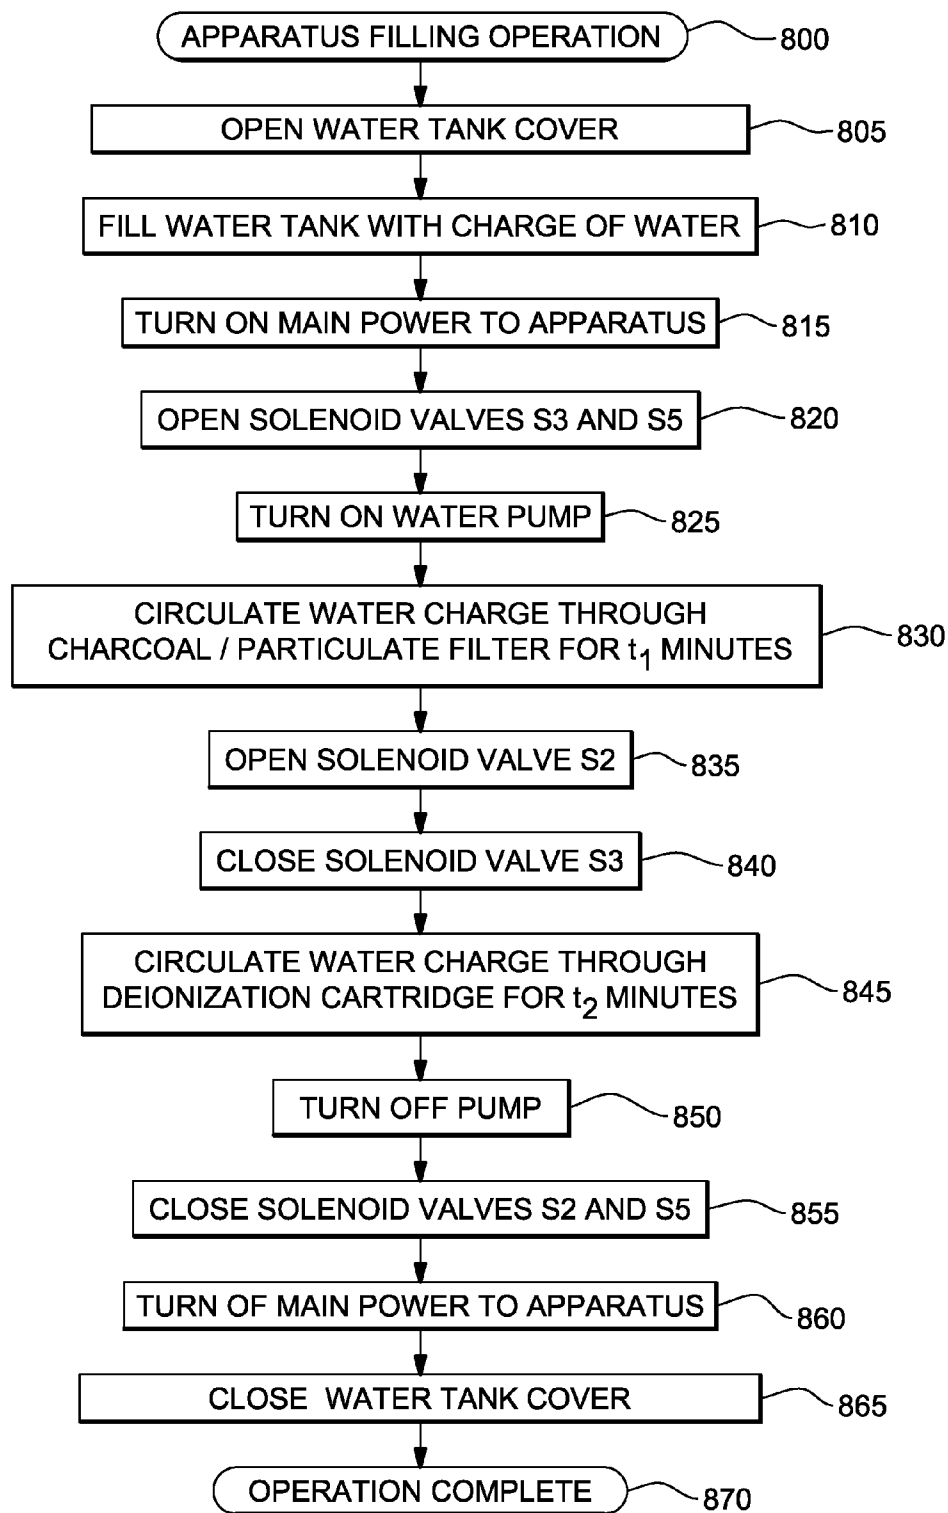 APPARATUS FILLING OPERATION
800
OPEN WATER TANK COVER
805
FILL WATER TANK WITH CHARGE OF WATER
810
TURN ON MAIN POWER TO APPARATUS
815
OPEN SOLENOID VALVES S3 AND S5
820
TURN ON WATER PUMP
825
CIRCULATE WATER CHARGE THROUGH
CHARCOAL / PARTICULATE FILTER FOR t₁ MINUTES
830
OPEN SOLENOID VALVE S2
835
CLOSE SOLENOID VALVE S3
840
CIRCULATE WATER CHARGE THROUGH
DEIONIZATION CARTRIDGE FOR t₂ MINUTES
845
TURN OFF PUMP
850
CLOSE SOLENOID VALVES S2 AND S5
855
TURN OF MAIN POWER TO APPARATUS
860
CLOSE WATER TANK COVER
865
OPERATION COMPLETE
870